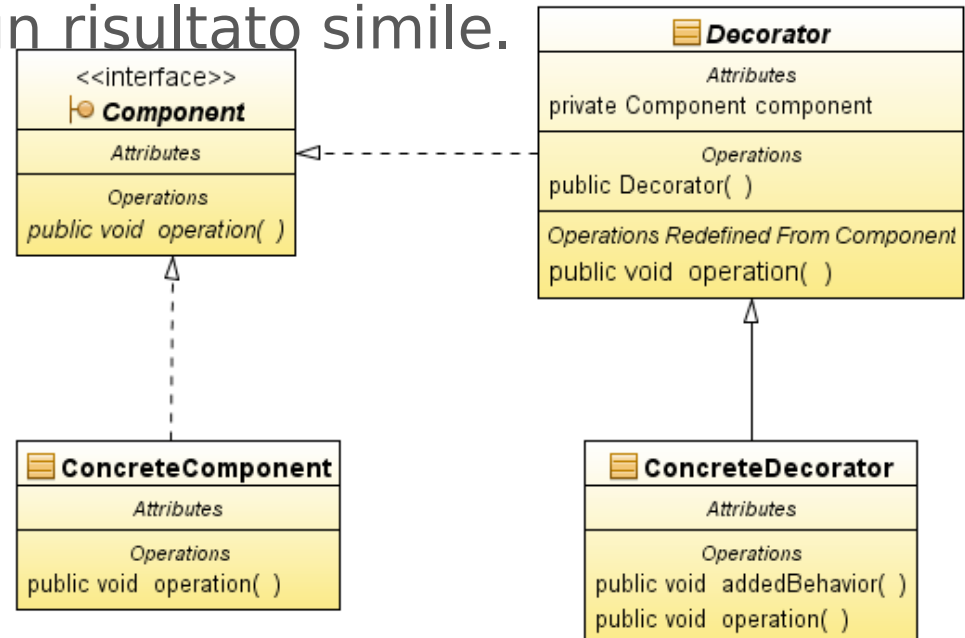 un risultato simile.
<<interface>>
Component
Attributes
Operations
public void operation( )
Decorator
Attributes
private Component component
Operations
public Decorator( )
Operations Redefined From Component
public void operation( )
ConcreteComponent
Attributes
Operations
public void operation( )
ConcreteDecorator
Attributes
Operations
public void addedBehavior( )
public void operation( )